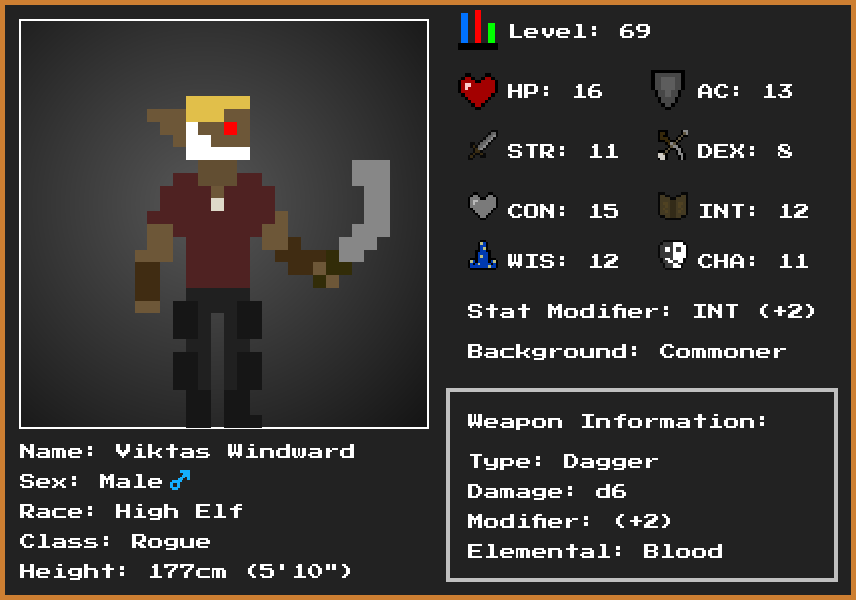 Level: 69
HP: 16 AC: 13
STR: 11 DEX: 8
CON: 15 INT: 12
WIS: 12 CHA: 11
Stat Modifier: INT (+2)
Background: Commoner
Weapon Information:
Type: Dagger
Damage: d6
Modifier: (+2)
Elemental: Blood
Name: Viktas Windward
Sex: Male ♂
Race: High Elf
Class: Rogue
Height: 177cm (5'10")